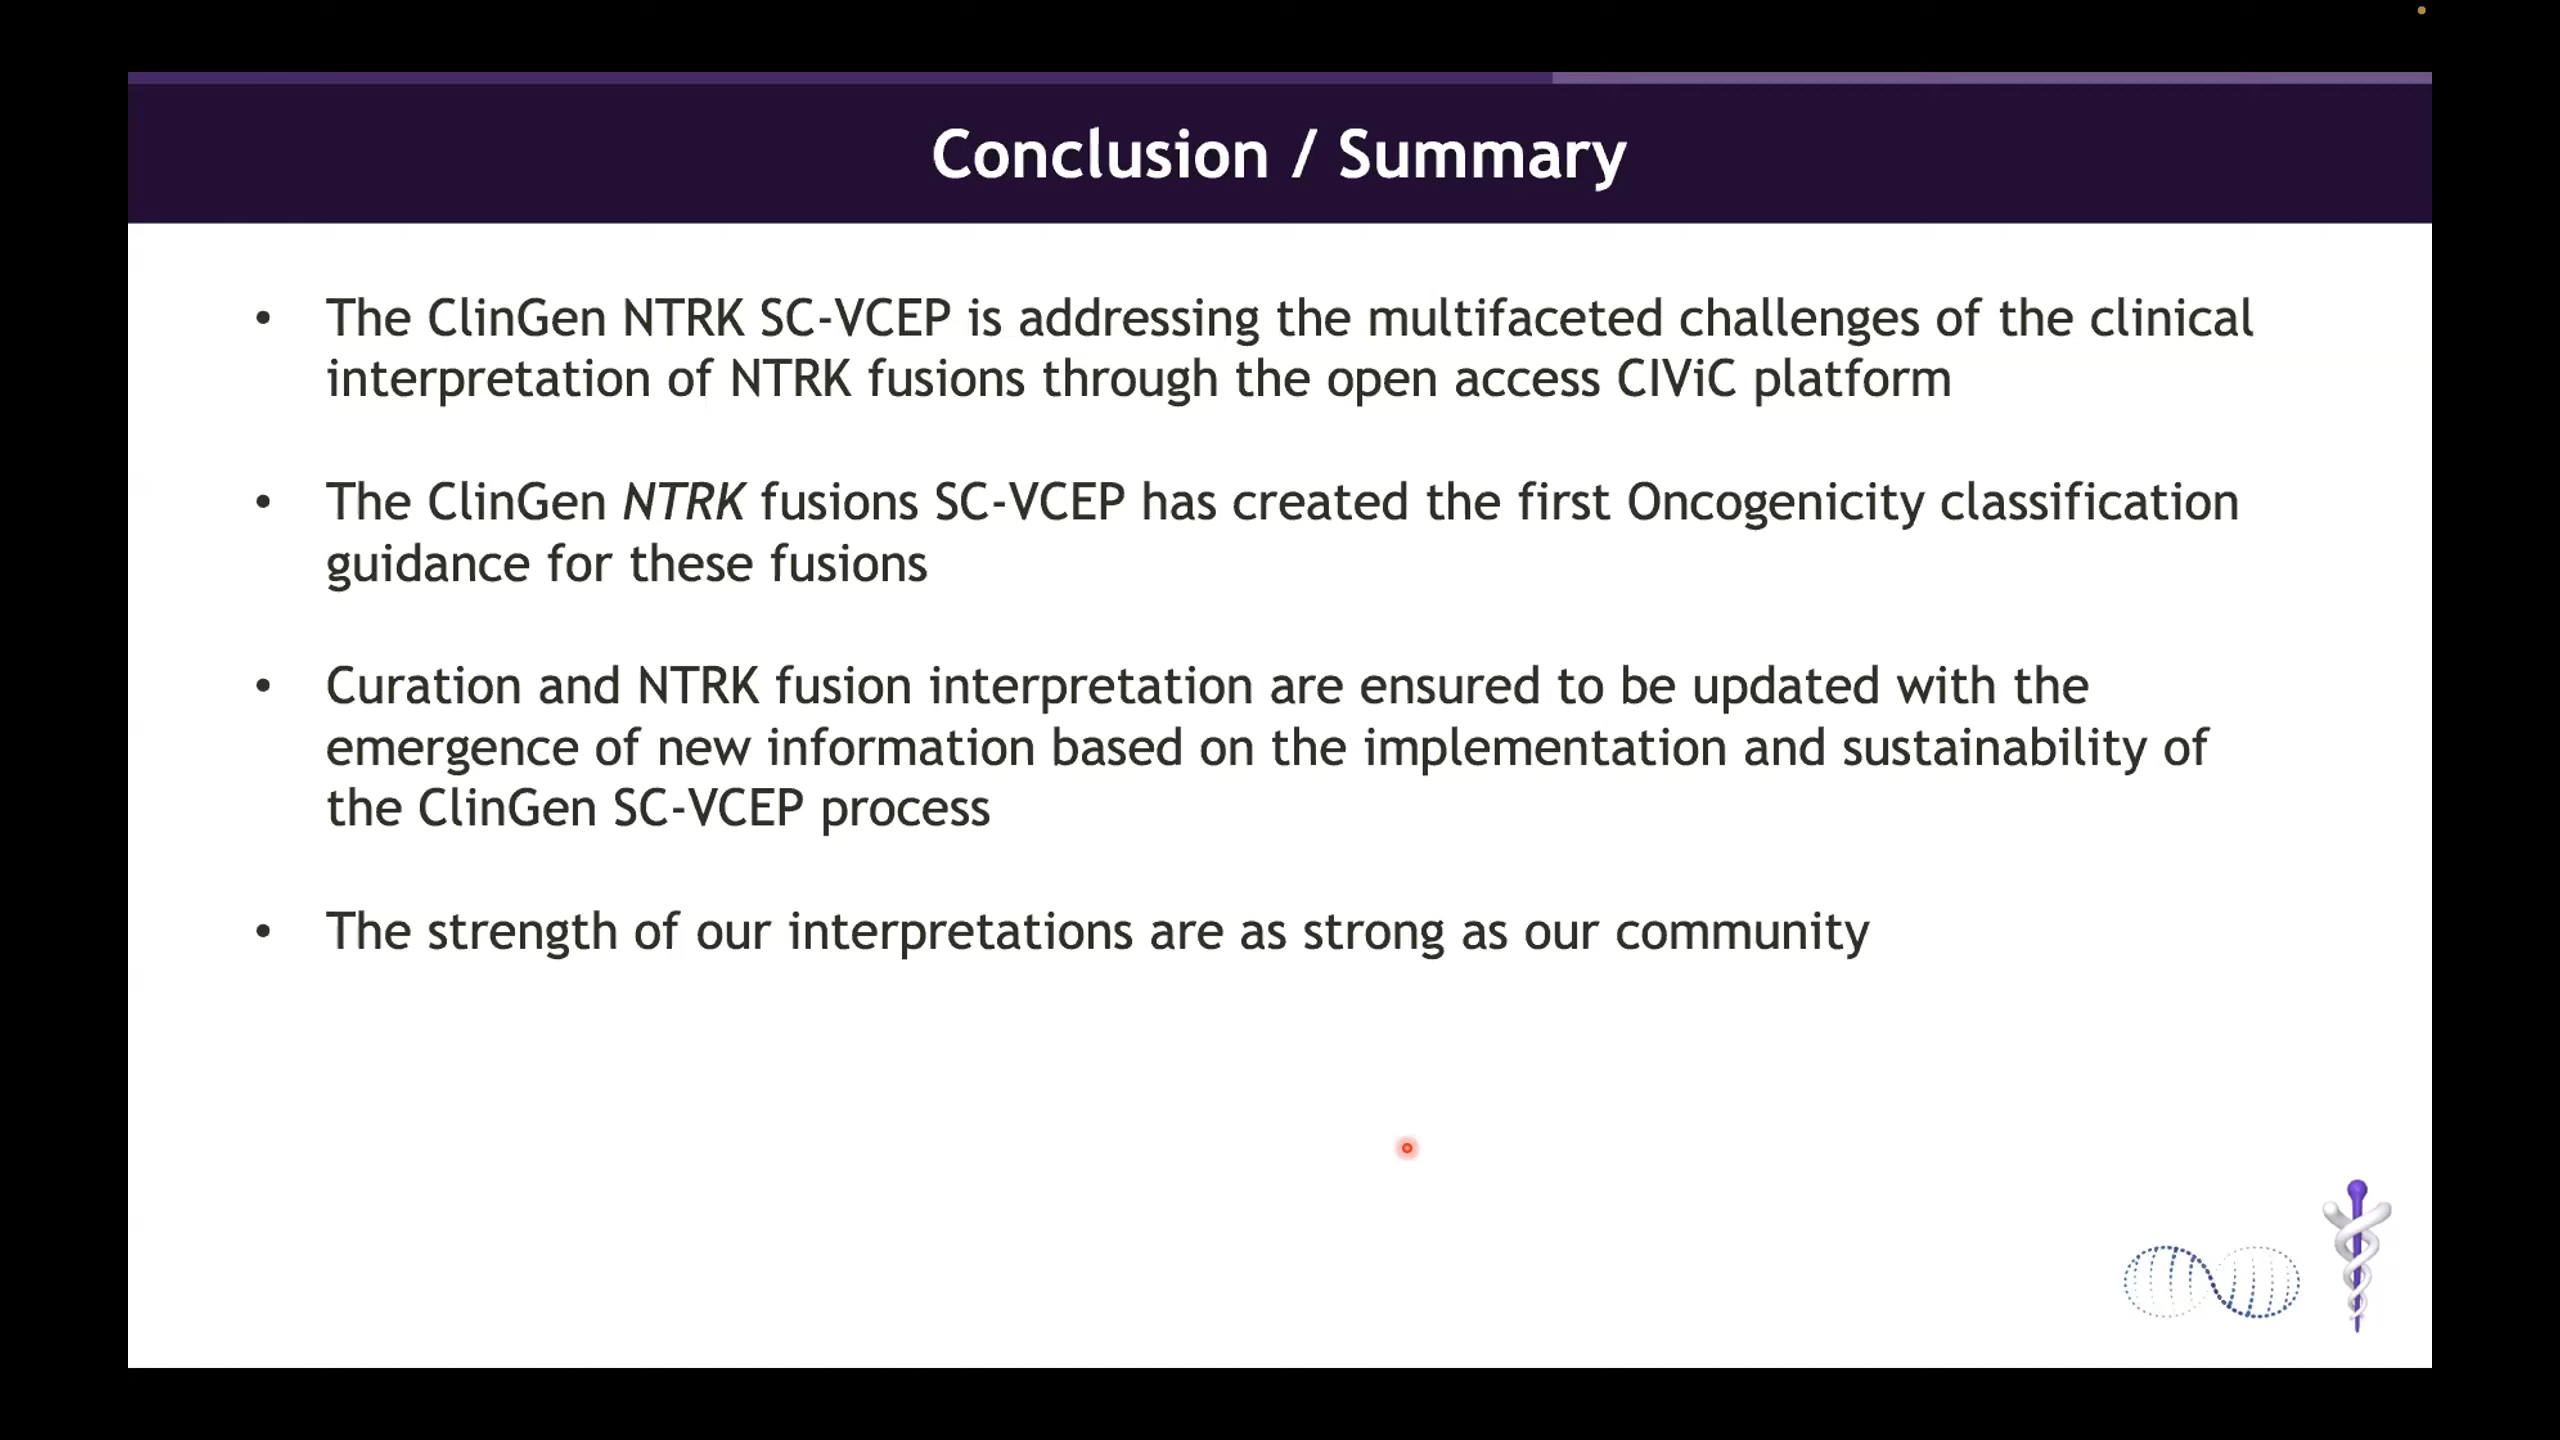 Conclusion / Summary
• The ClinGen NTRK SC-VCEP is addressing the multifaceted challenges of the clinical
interpretation of NTRK fusions through the open access CIViC platform
• The ClinGen NTRK fusions SC-VCEP has created the first Oncogenicity classification
guidance for these fusions
• Curation and NTRK fusion interpretation are ensured to be updated with the
emergence of new information based on the implementation and sustainability of
the ClinGen SC-VCEP process
• The strength of our interpretations are as strong as our community